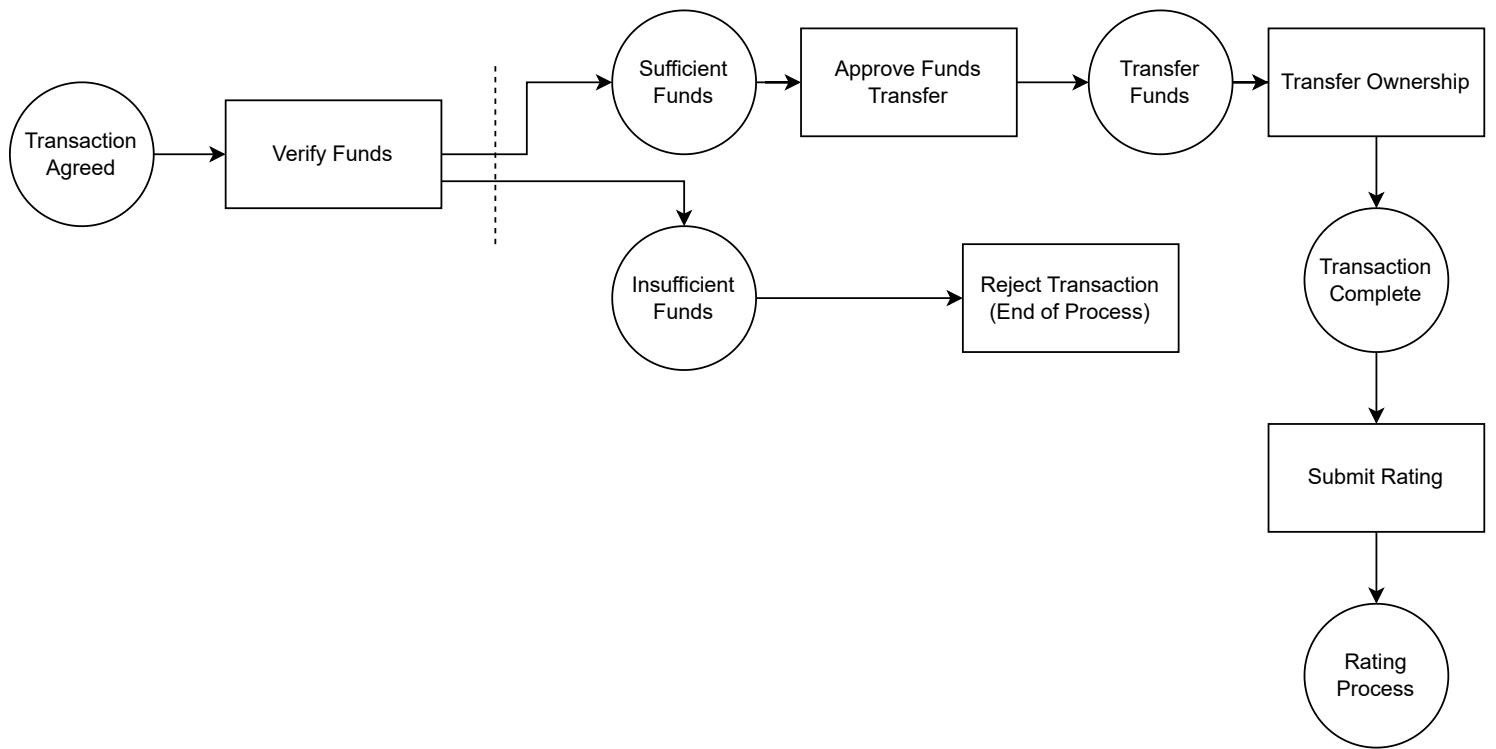 Transaction
Agreed
Verify Funds
Sufficient
Funds
Approve Funds
Transfer
Transfer
Funds
Transfer Ownership
Insufficient
Funds
Reject Transaction
(End of Process)
Transaction
Complete
Submit Rating
Rating
Process